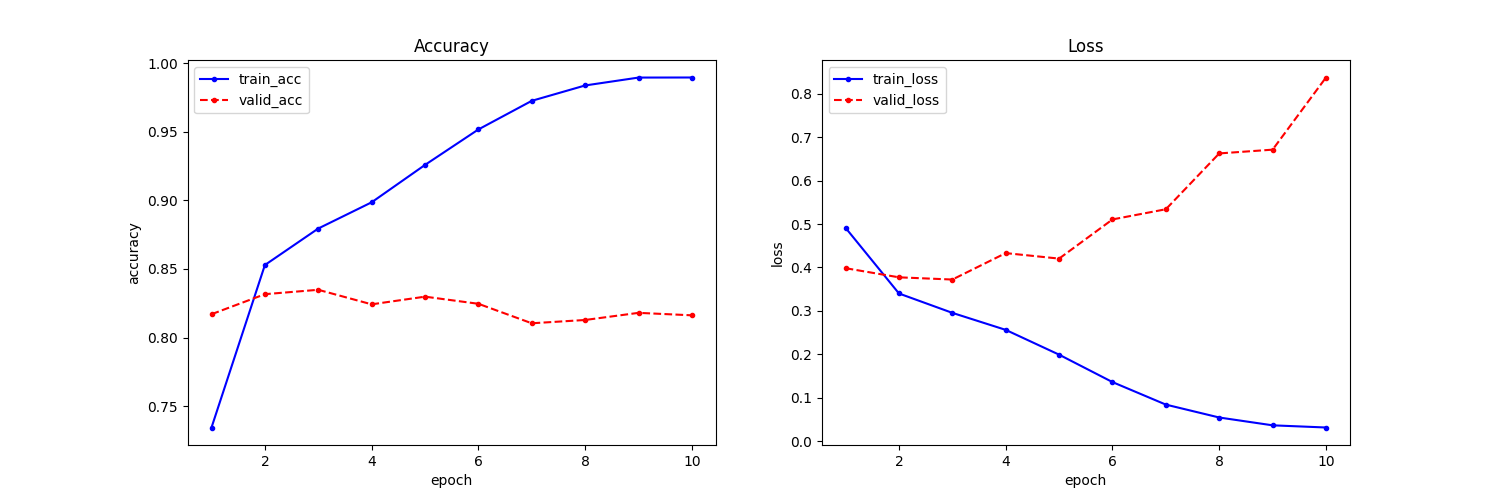 Accuracy
train_acc
valid_acc
1.00
0.95
0.90
0.85
0.80
0.75
accuracy
2 4 6 8 10
epoch
Loss
train_loss
valid_loss
0.8
0.7
0.6
0.5
0.4
0.3
0.2
0.1
0.0
loss
2 4 6 8 10
epoch